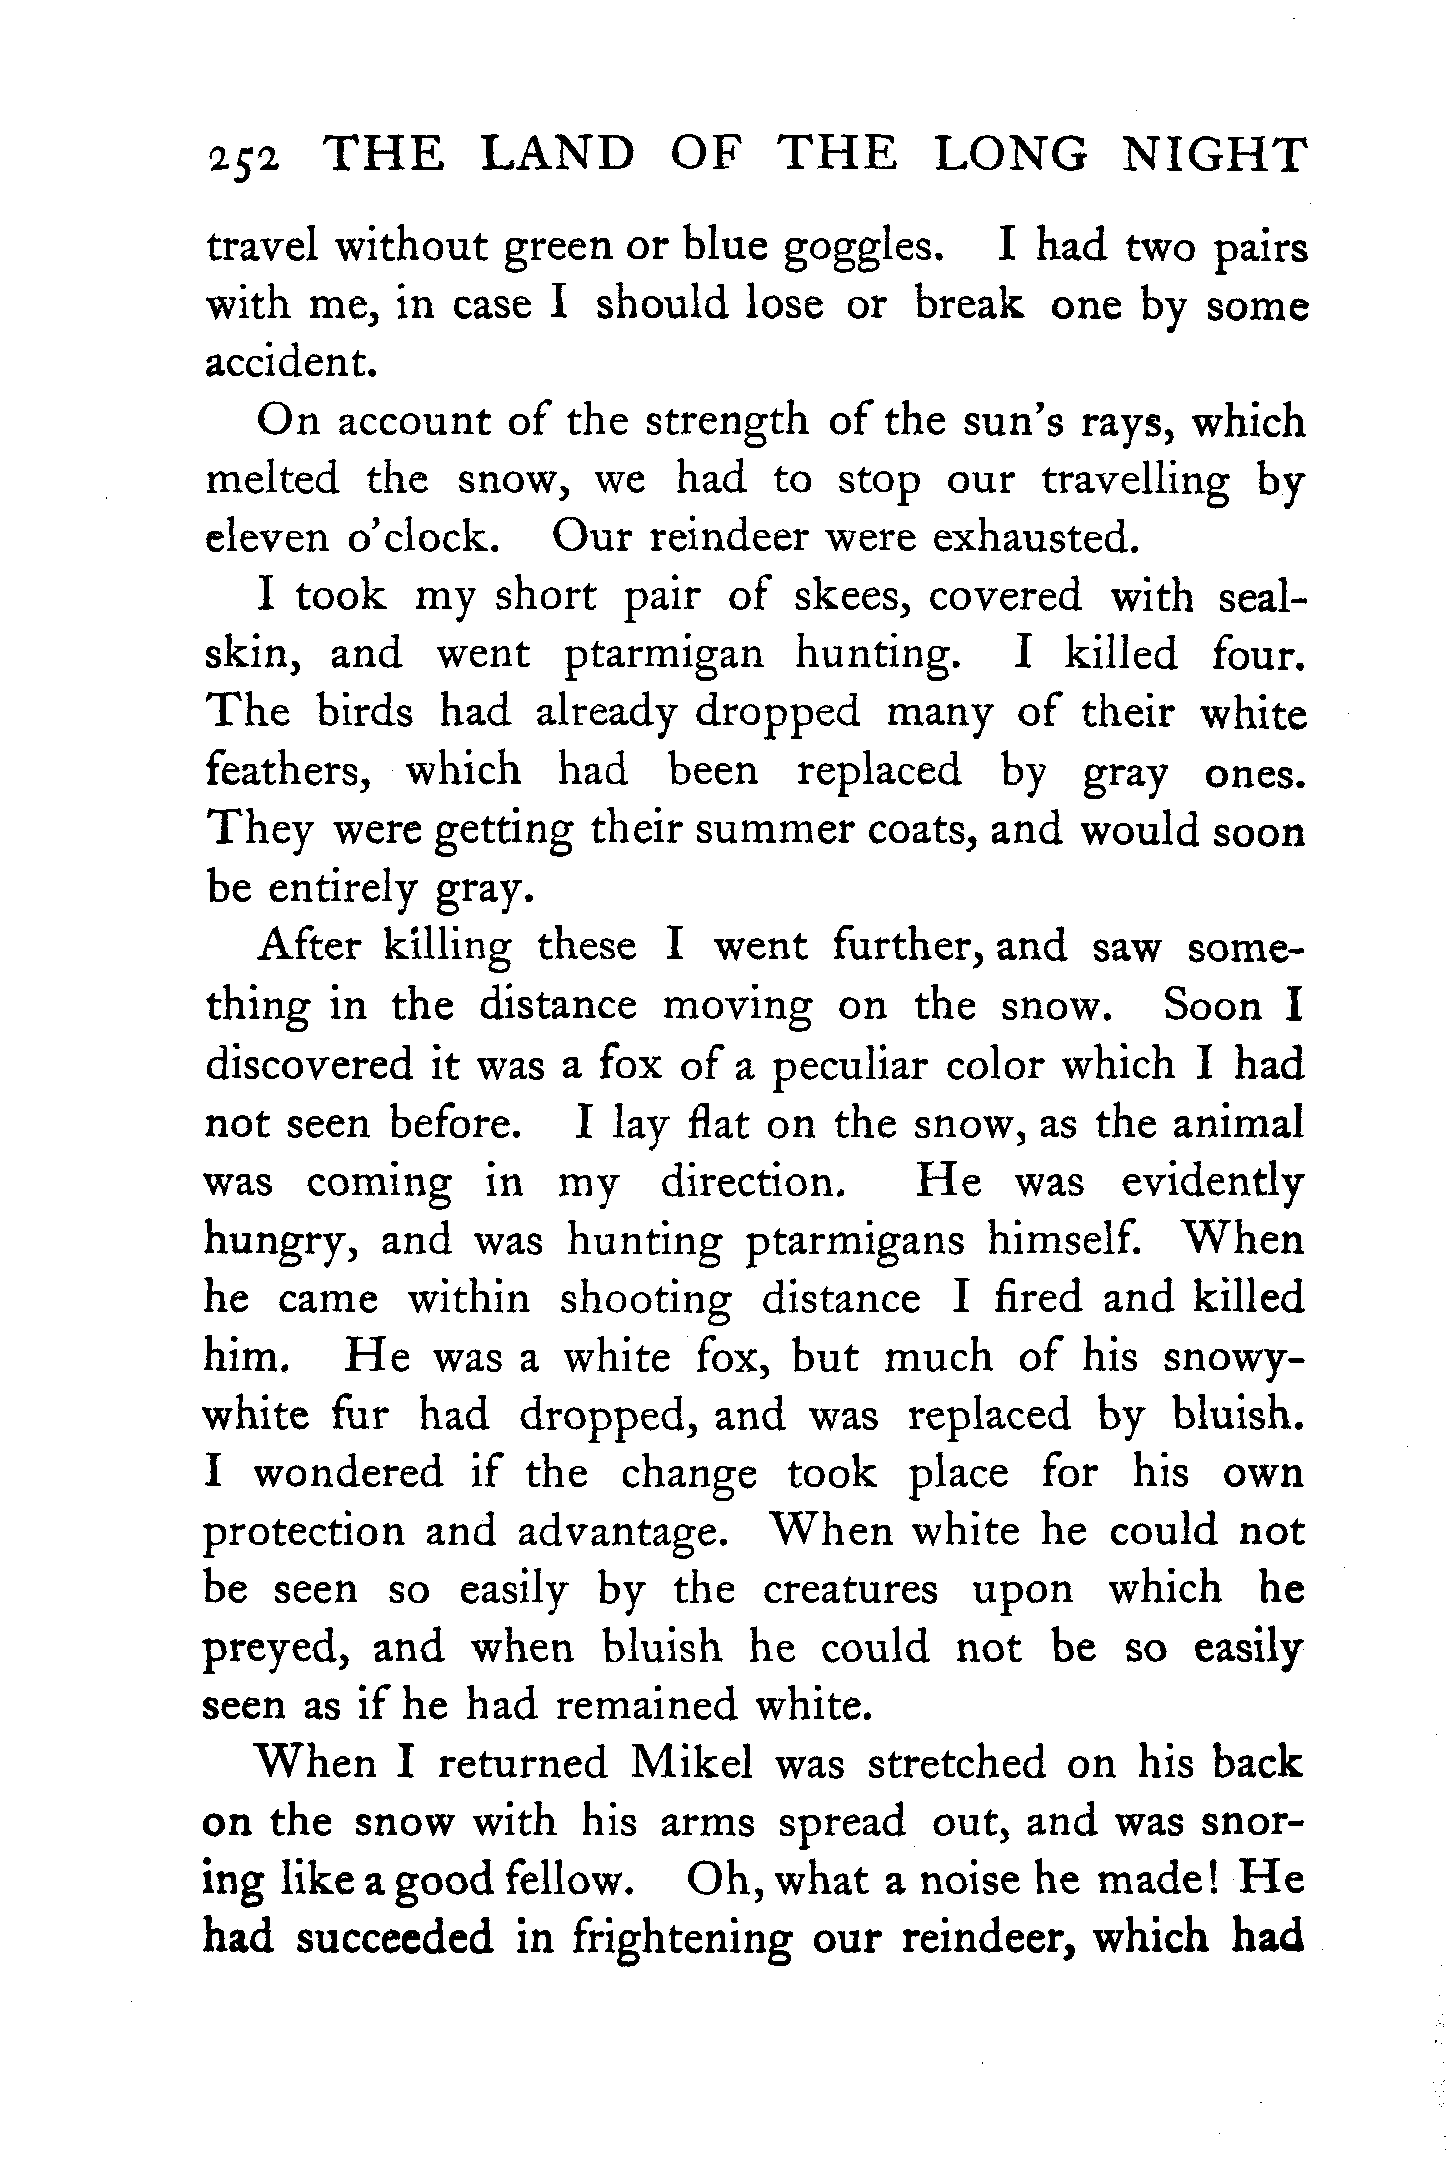 252 THE LAND OF THE LONG NIGHT
travel without green or blue goggles. I had two pairs
with me, in case I should lose or break one by some
accident.
On account of the strength of the sun's rays, which
melted the snow, we had to stop our travelling by
eleven o'clock. Our reindeer were exhausted.
I took my short pair of skees, covered with seal-
skin, and went ptarmigan hunting. I killed four.
The birds had already dropped many of their white
feathers, which had been replaced by gray ones.
They were getting their summer coats, and would soon
be entirely gray.
After killing these I went further, and saw some-
thing in the distance moving on the snow. Soon I
discovered it was a fox of a peculiar color which I had
not seen before. I lay flat on the snow, as the animal
was coming in my direction. He was evidently
hungry, and was hunting ptarmigans himself. When
he came within shooting distance I fired and killed
him. He was a white fox, but much of his snowy-
white fur had dropped, and was replaced by bluish.
I wondered if the change took place for his own
protection and advantage. When white he could not
be seen so easily by the creatures upon which he
preyed, and when bluish he could not be so easily
seen as if he had remained white.
When I returned Mikel was stretched on his back
on the snow with his arms spread out, and was snor-
ing like a good fellow. Oh, what a noise he made! He
had succeeded in frightening our reindeer, which had